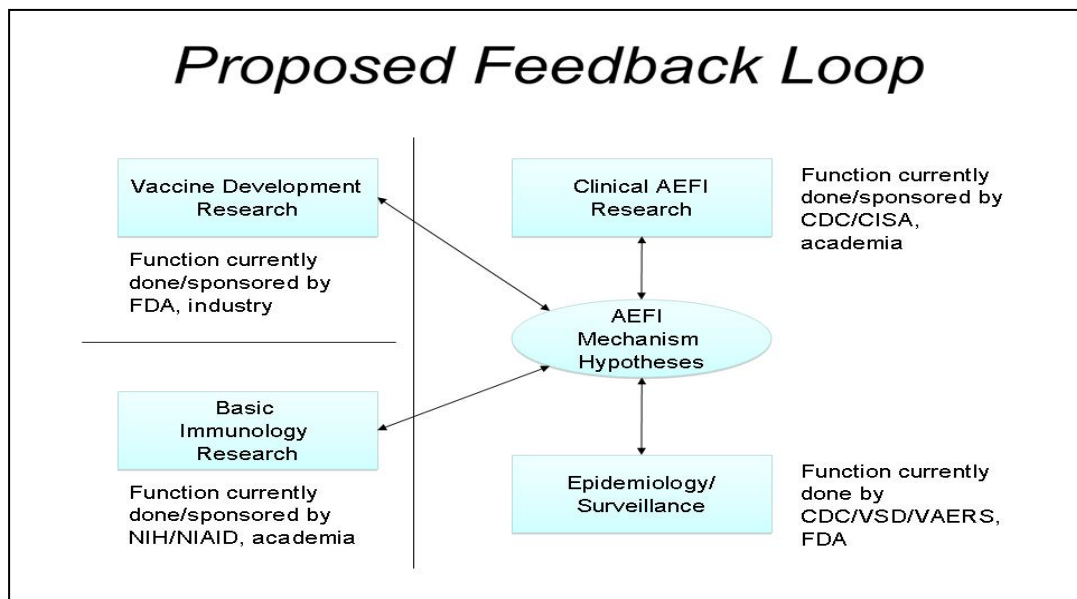 Proposed Feedback Loop
Vaccine Development
Research
Function currently
done/sponsored by
FDA, industry
Clinical AEFI
Research
Function currently
done/sponsored by
CDC/CISA,
academia
AEFI
Mechanism
Hypotheses
Basic
Immunology
Research
Function currently
done/sponsored by
NIH/NIAID, academia
Epidemiology/
Surveillance
Function currently
done by
CDC/VSD/VAERS,
FDA